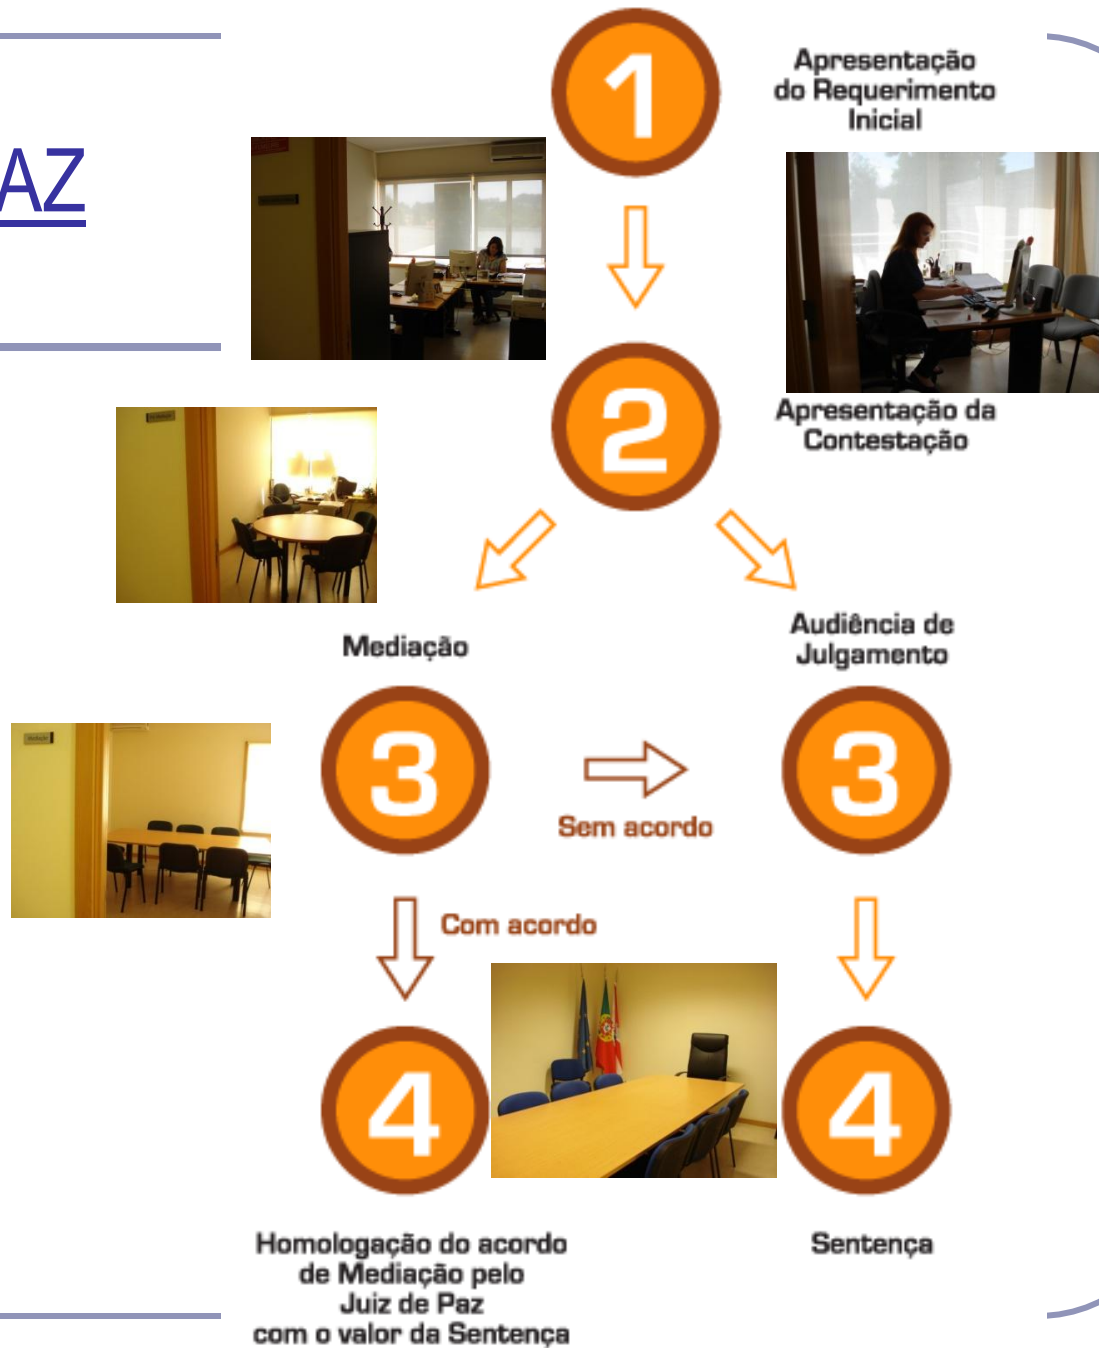 AZ
1
Apresentação
do Requerimento
Inicial
2
Apresentação da
Contestação
Mediação
Audiência de
Julgamento
3
3
Sem acordo
Com acordo
4
4
Homologação do acordo
de Mediação pelo
Juiz de Paz
com o valor da Sentença
Sentença